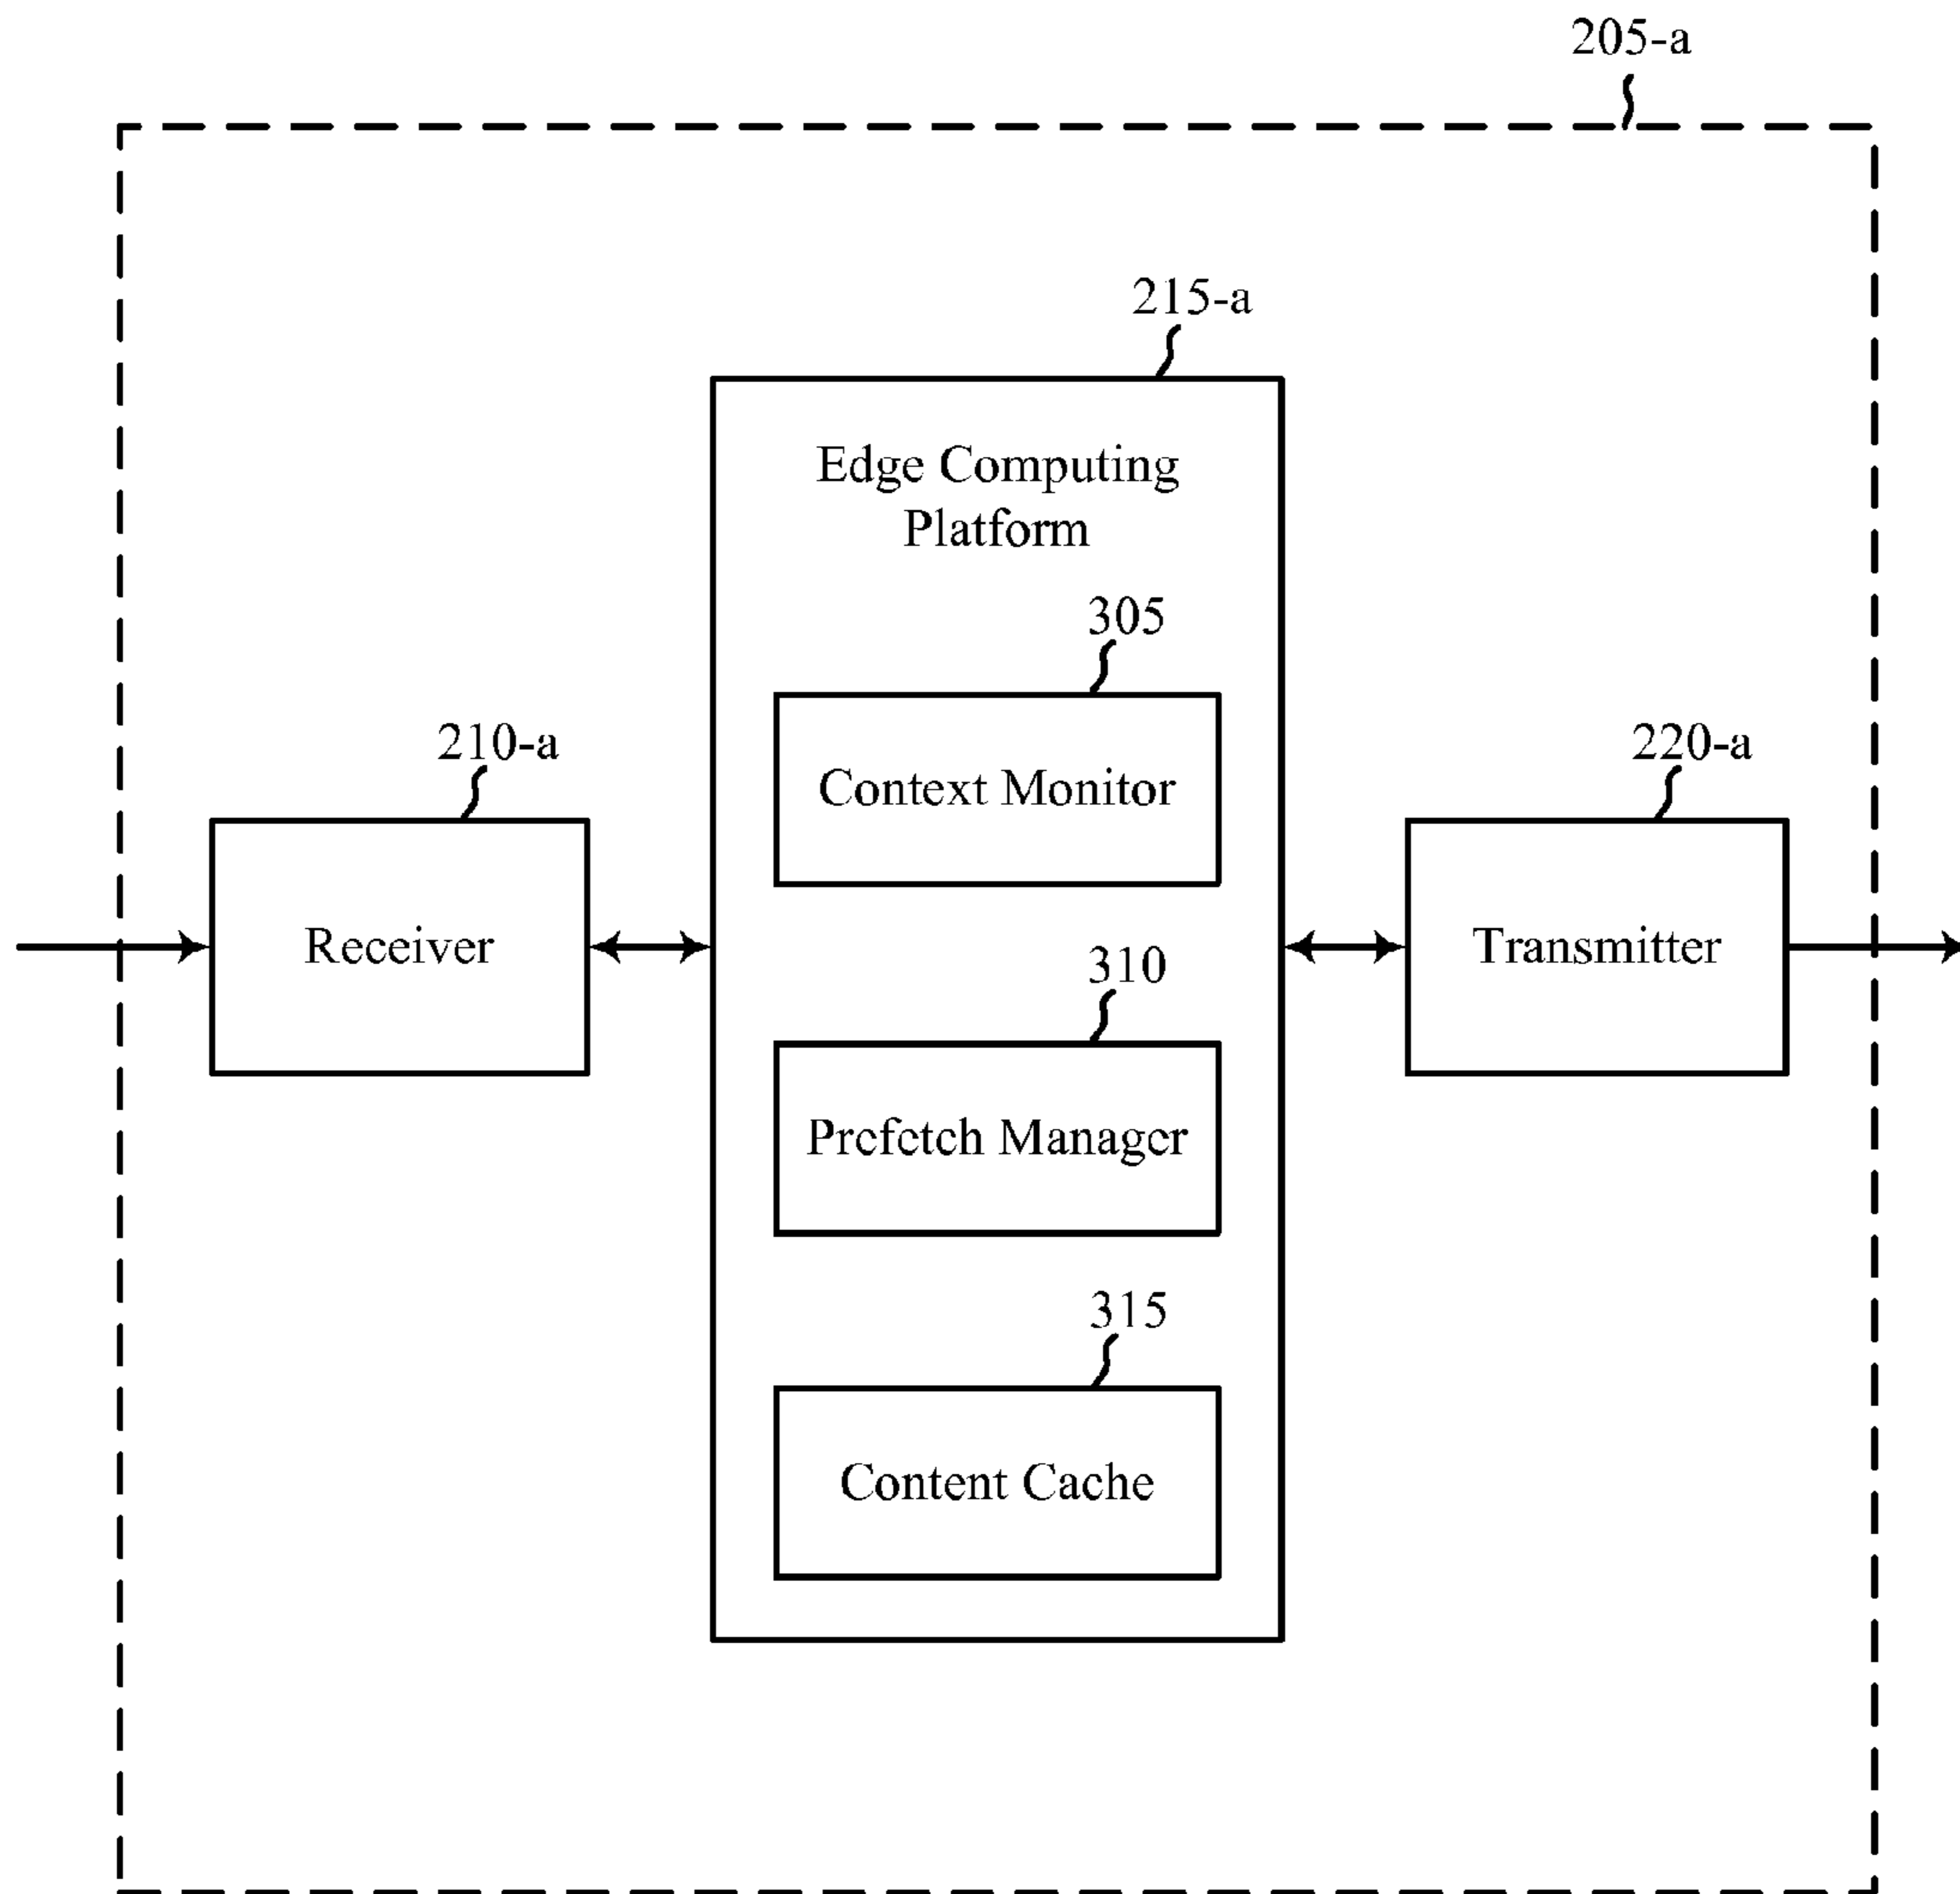 205-a
215-a
Edge Computing
Platform
305
Context Monitor
210-a
Receiver
220-a
Transmitter
310
Prefetch Manager
315
Content Cache